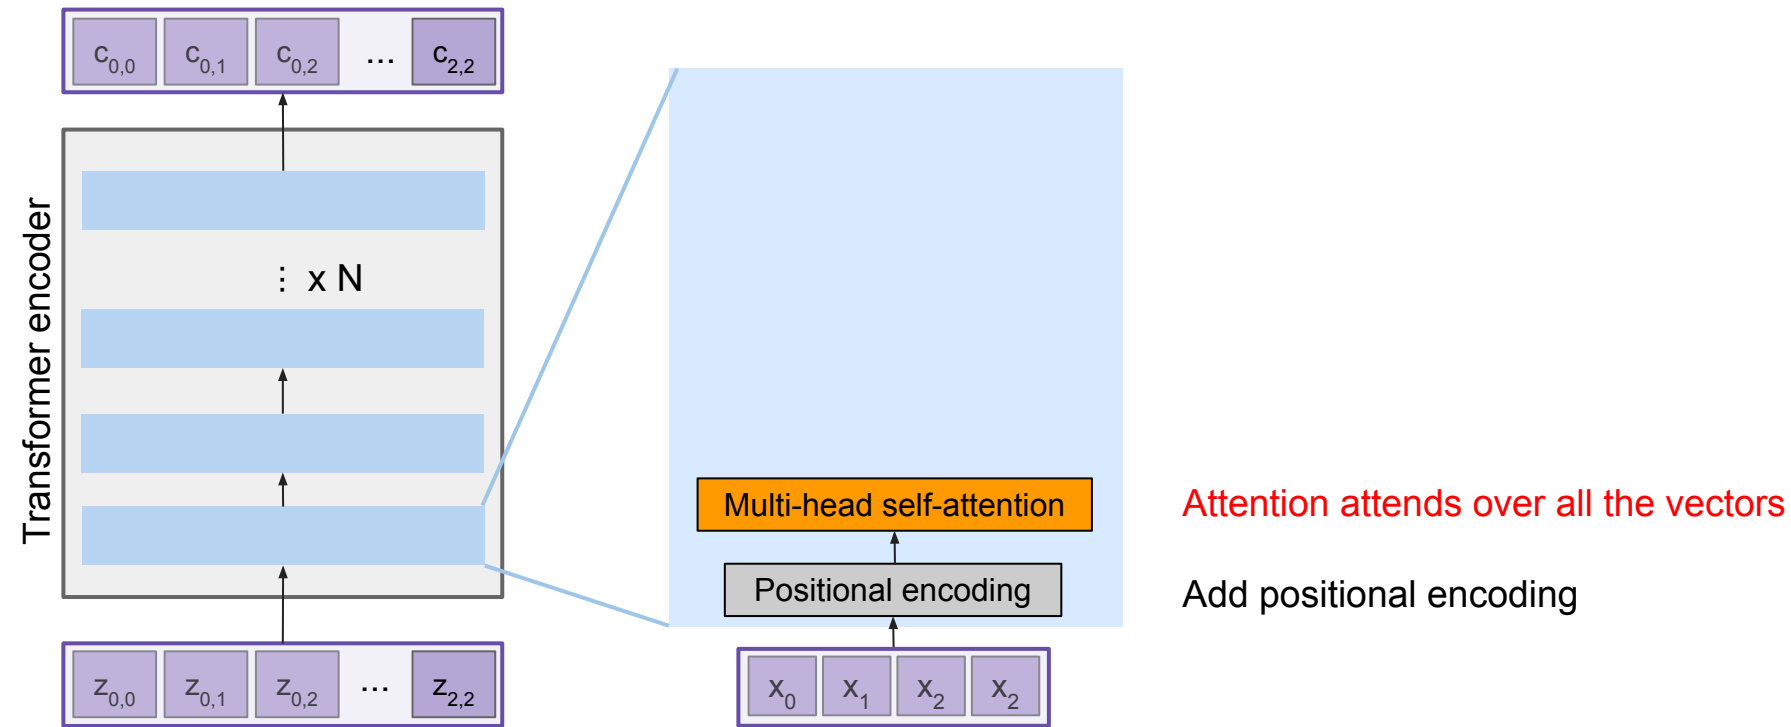 c0,0 c0,1 c0,2 ... c2,2
Transformer encoder
⋮ x N
Multi-head self-attention
Attention attends over all the vectors
Positional encoding
Add positional encoding
z0,0 z0,1 z0,2 ... z2,2
x0 x1 x2 x2